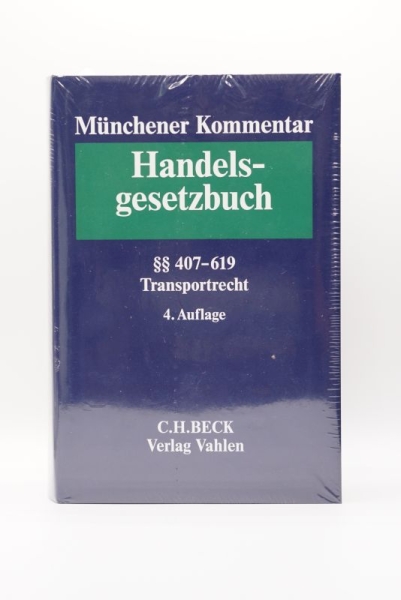 Münchener Kommentar
Handels-
gesetzbuch
§§ 407–619
Transportrecht
4. Auflage
C.H.BECK
Verlag Vahlen